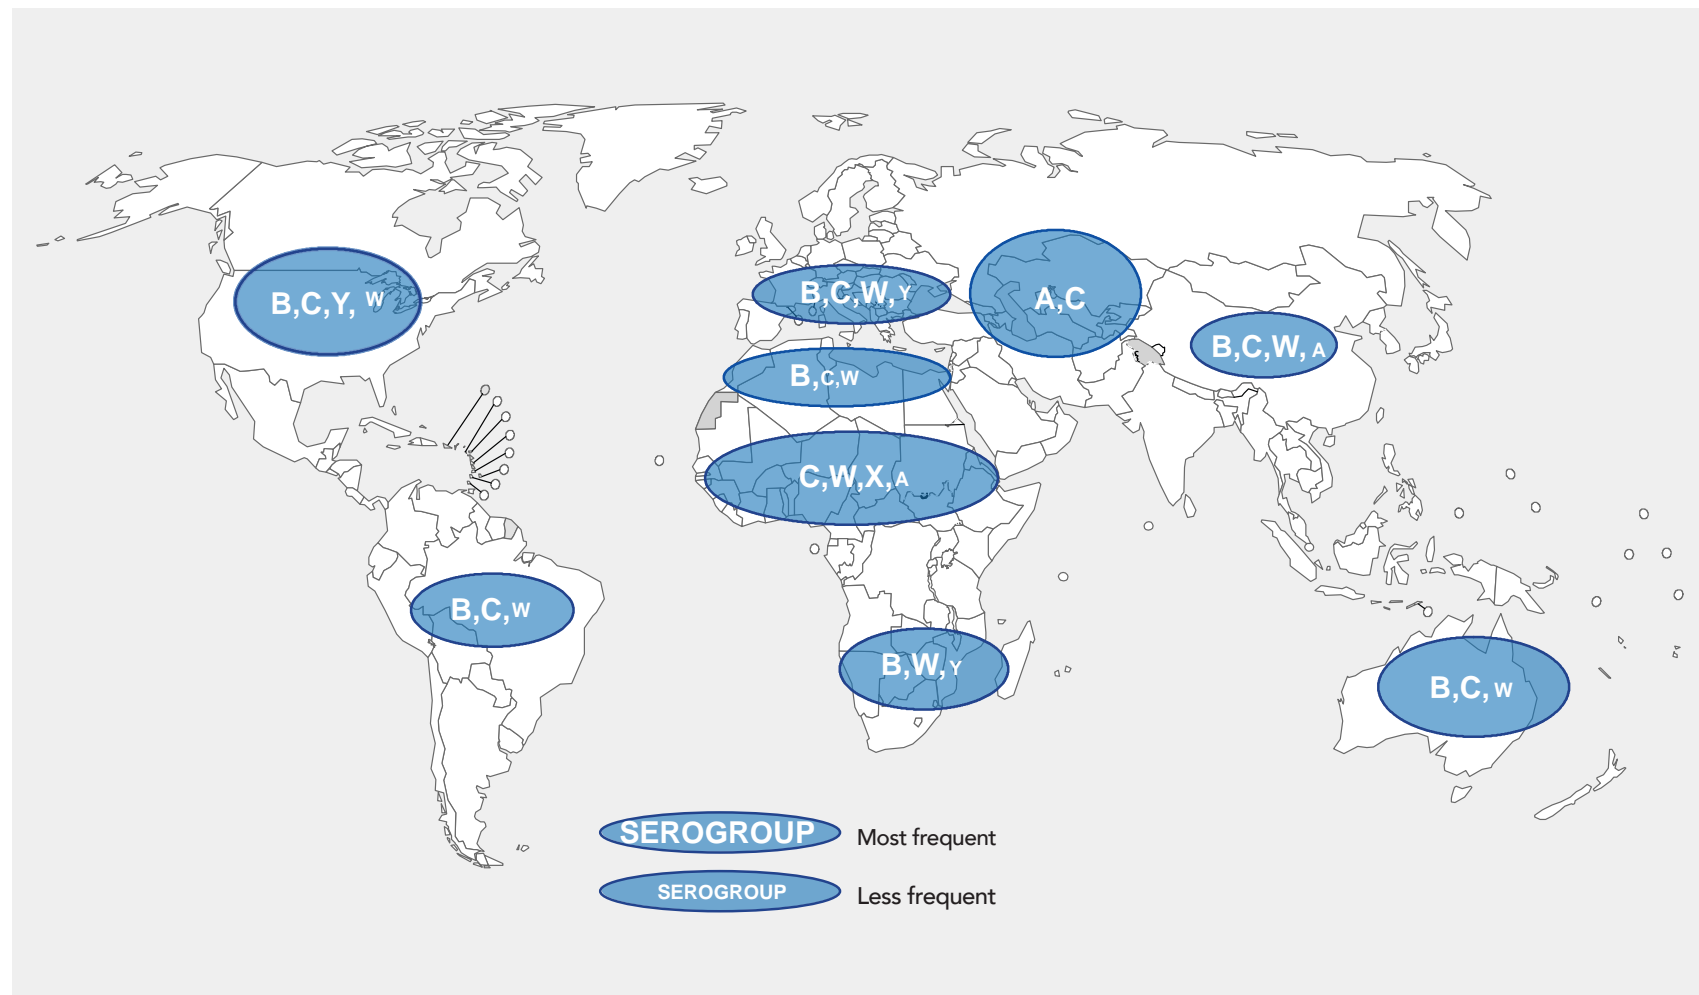 B,C,Y, W
B,C,W,Y
A,C
B,C,W, A
B,C,W
C,W,X,A
B,C,W
B,W,Y
B,C, W
SEROGROUP Most frequent
SEROGROUP Less frequent